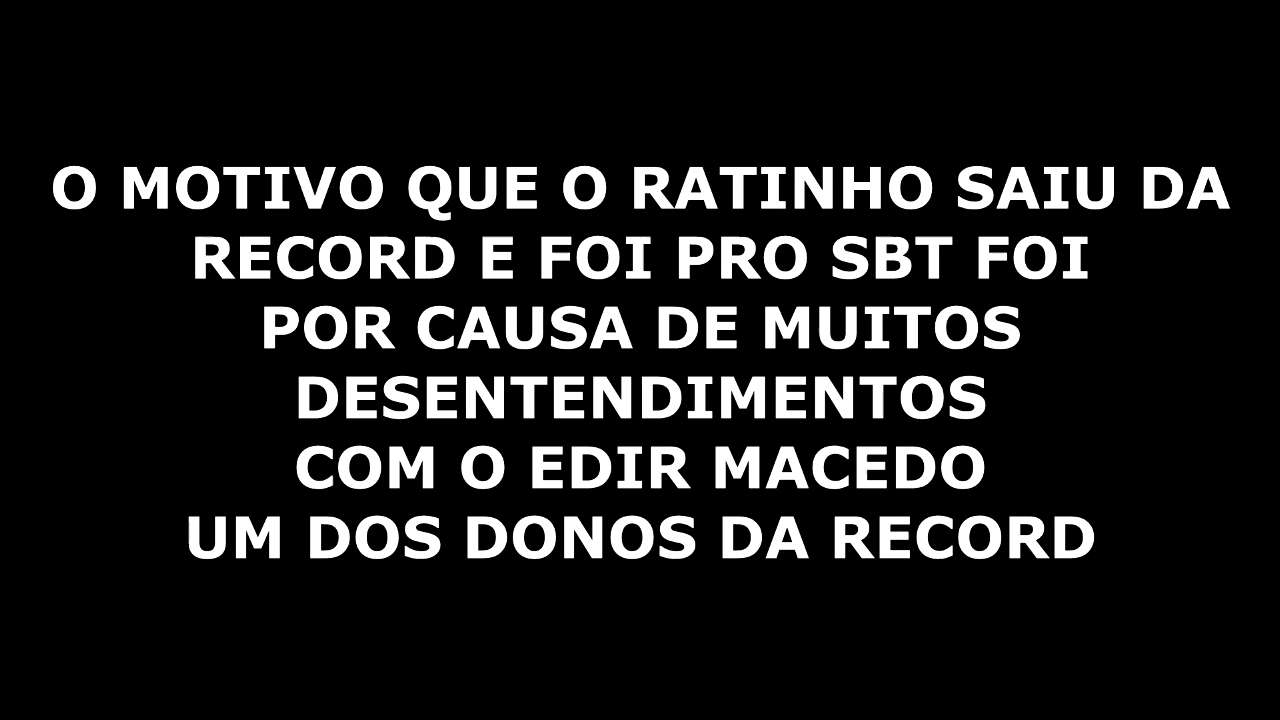 O MOTIVO QUE O RATINHO SAIU DA
RECORD E FOI PRO SBT FOI
POR CAUSA DE MUITOS
DESENTENDIMENTOS
COM O EDIR MACEDO
UM DOS DONOS DA RECORD